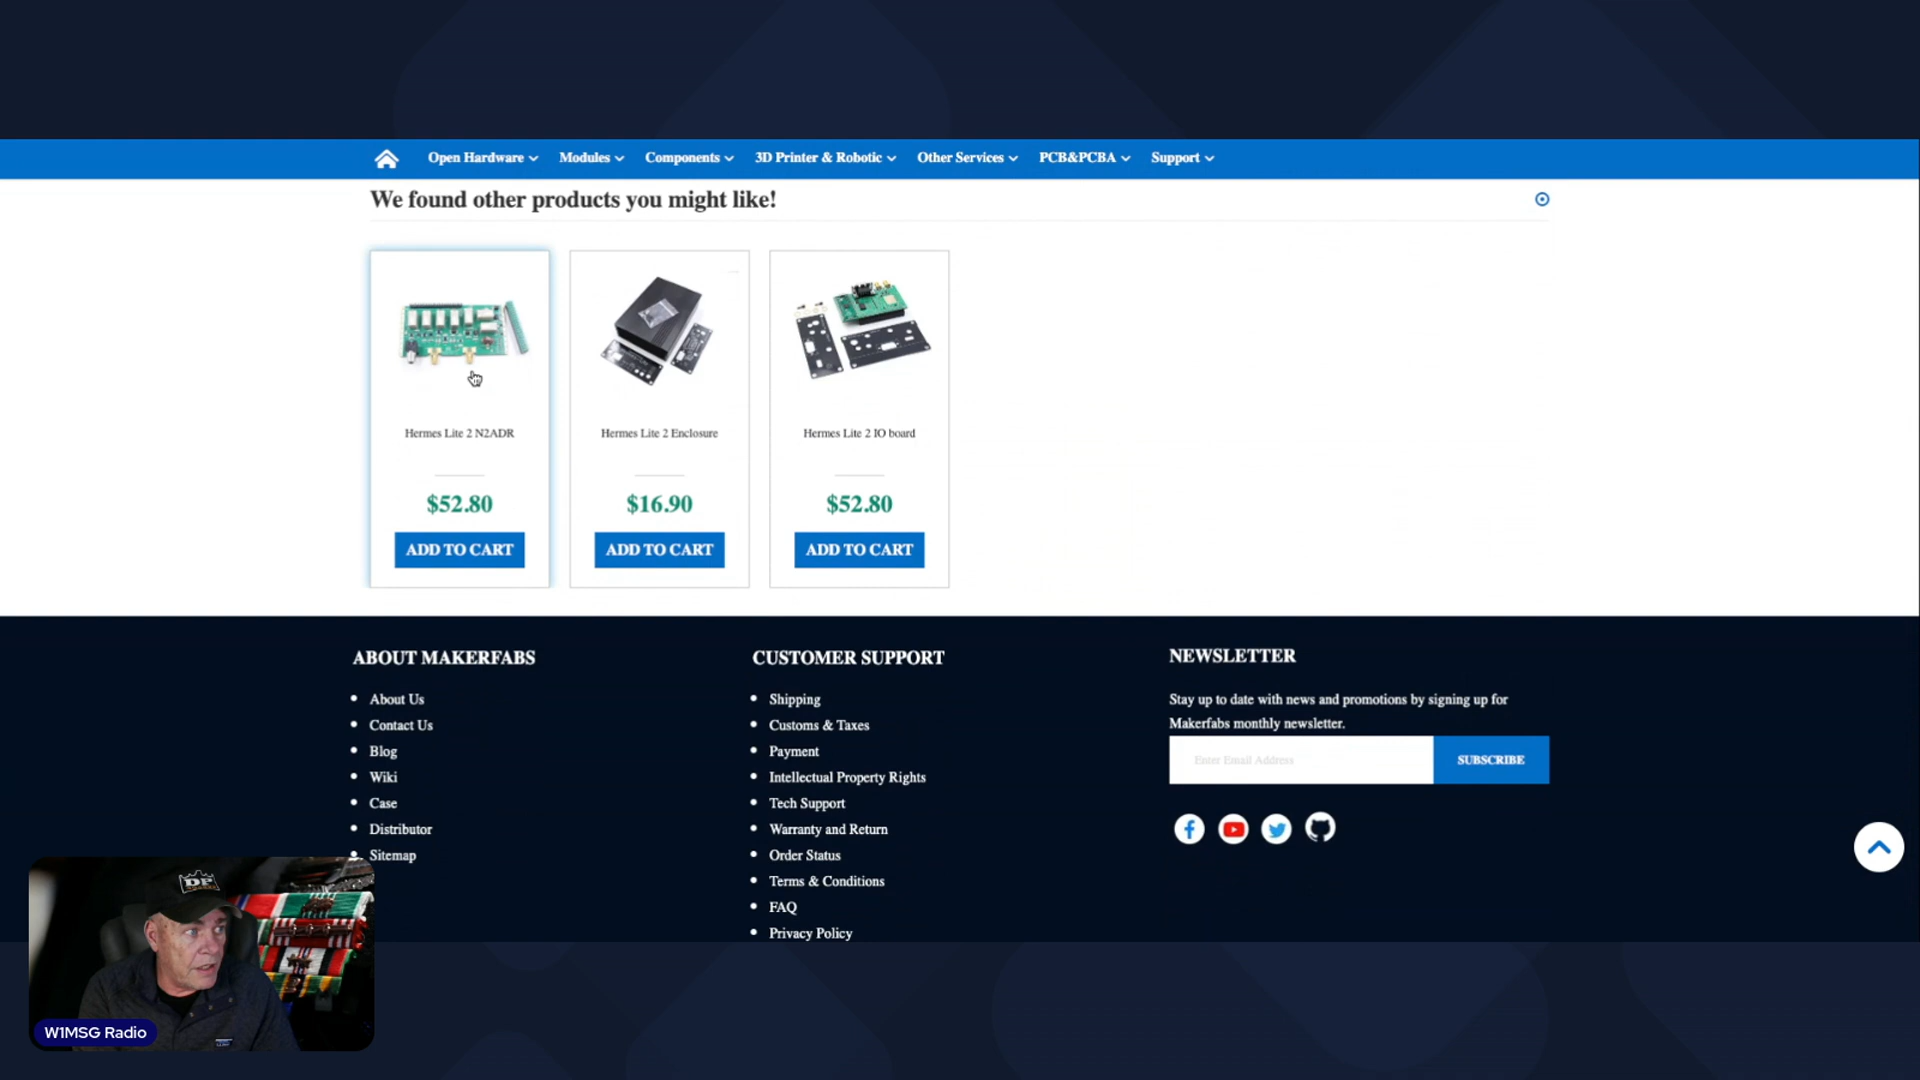 Open Hardware Modules Components 3D Printer & Robotic Other Services PCB&PCBA Support
We found other products you might like!
Hermes Lite 2 N2ADR
$52.80
ADD TO CART
Hermes Lite 2 Enclosure
$16.90
ADD TO CART
Hermes Lite 2 IO board
$52.80
ADD TO CART
ABOUT MAKERFABS
About Us
Contact Us
Blog
Wiki
Case
Distributor
Sitemap
CUSTOMER SUPPORT
Shipping
Customs & Taxes
Payment
Intellectual Property Rights
Tech Support
Warranty and Return
Order Status
Terms & Conditions
FAQ
Privacy Policy
NEWSLETTER
Stay up to date with news and promotions by signing up for
Makerfabs monthly newsletter.
Enter Email Address
SUBSCRIBE
DP
W1MSG Radio